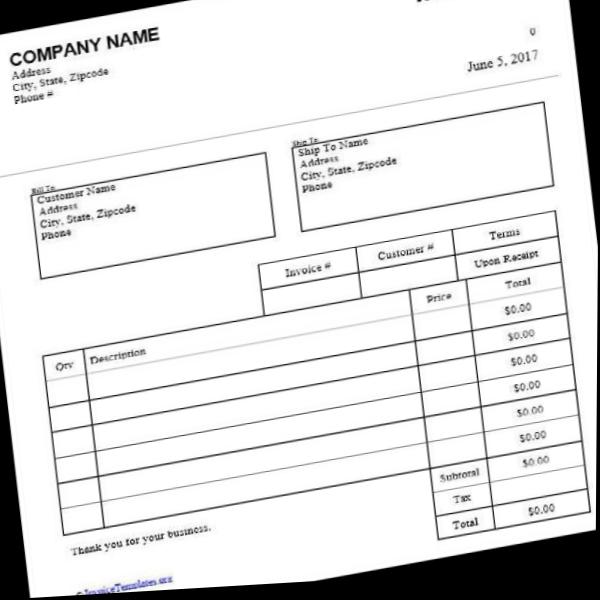 COMPANY NAME
Address
City, State, Zipcode
Phone #
0
June 5, 2017
Bill To
Customer Name
Address
City, State, Zipcode
Phone
Ship To
Ship To Name
Address
City, State, Zipcode
Phone
Invoice # Customer # Terms
Upon Receipt
Qty Description Price Total
$0.00
$0.00
$0.00
$0.00
$0.00
$0.00
Subtotal $0.00
Tax
Total $0.00
Thank you for your business.
InvoiceTemplates.org